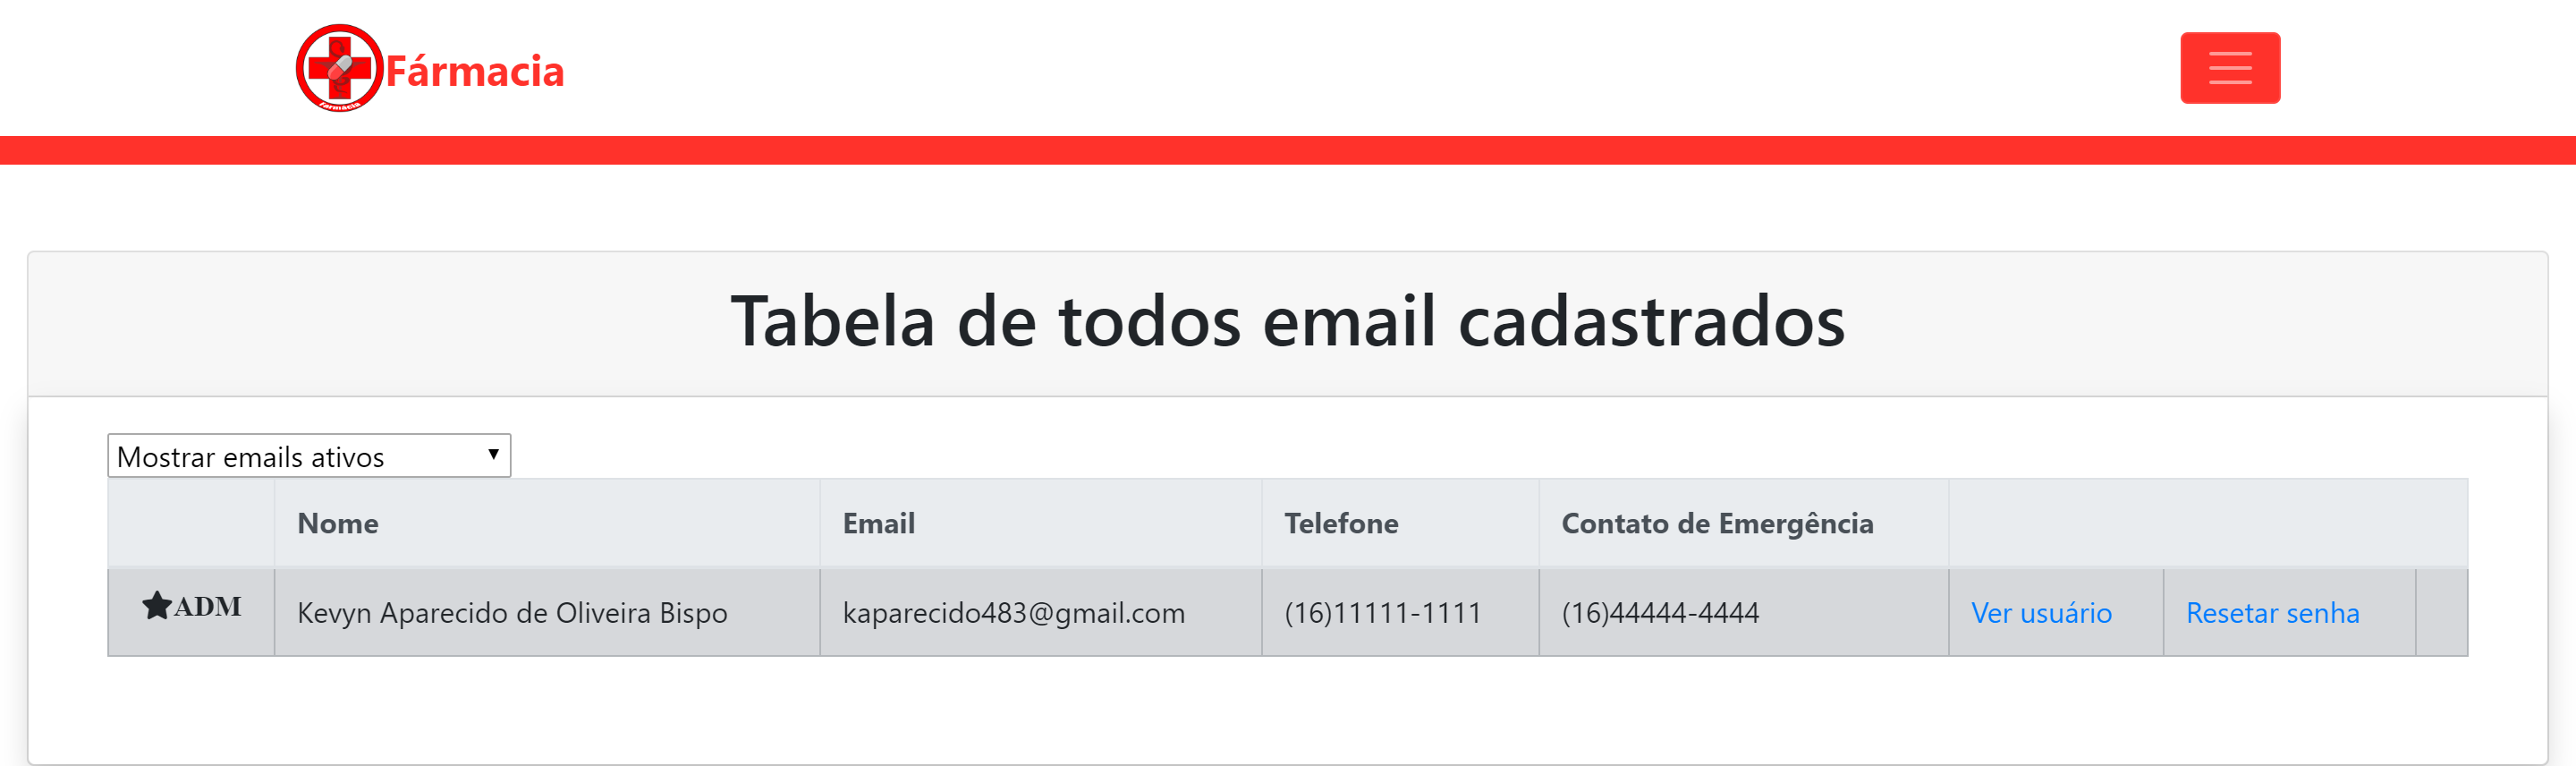 Fármacia
Farmácia
Tabela de todos email cadastrados
Mostrar emails ativos
Nome Email Telefone Contato de Emergência
ADM Kevyn Aparecido de Oliveira Bispo kaparecido483@gmail.com (16)11111-1111 (16)44444-4444 Ver usuário Resetar senha